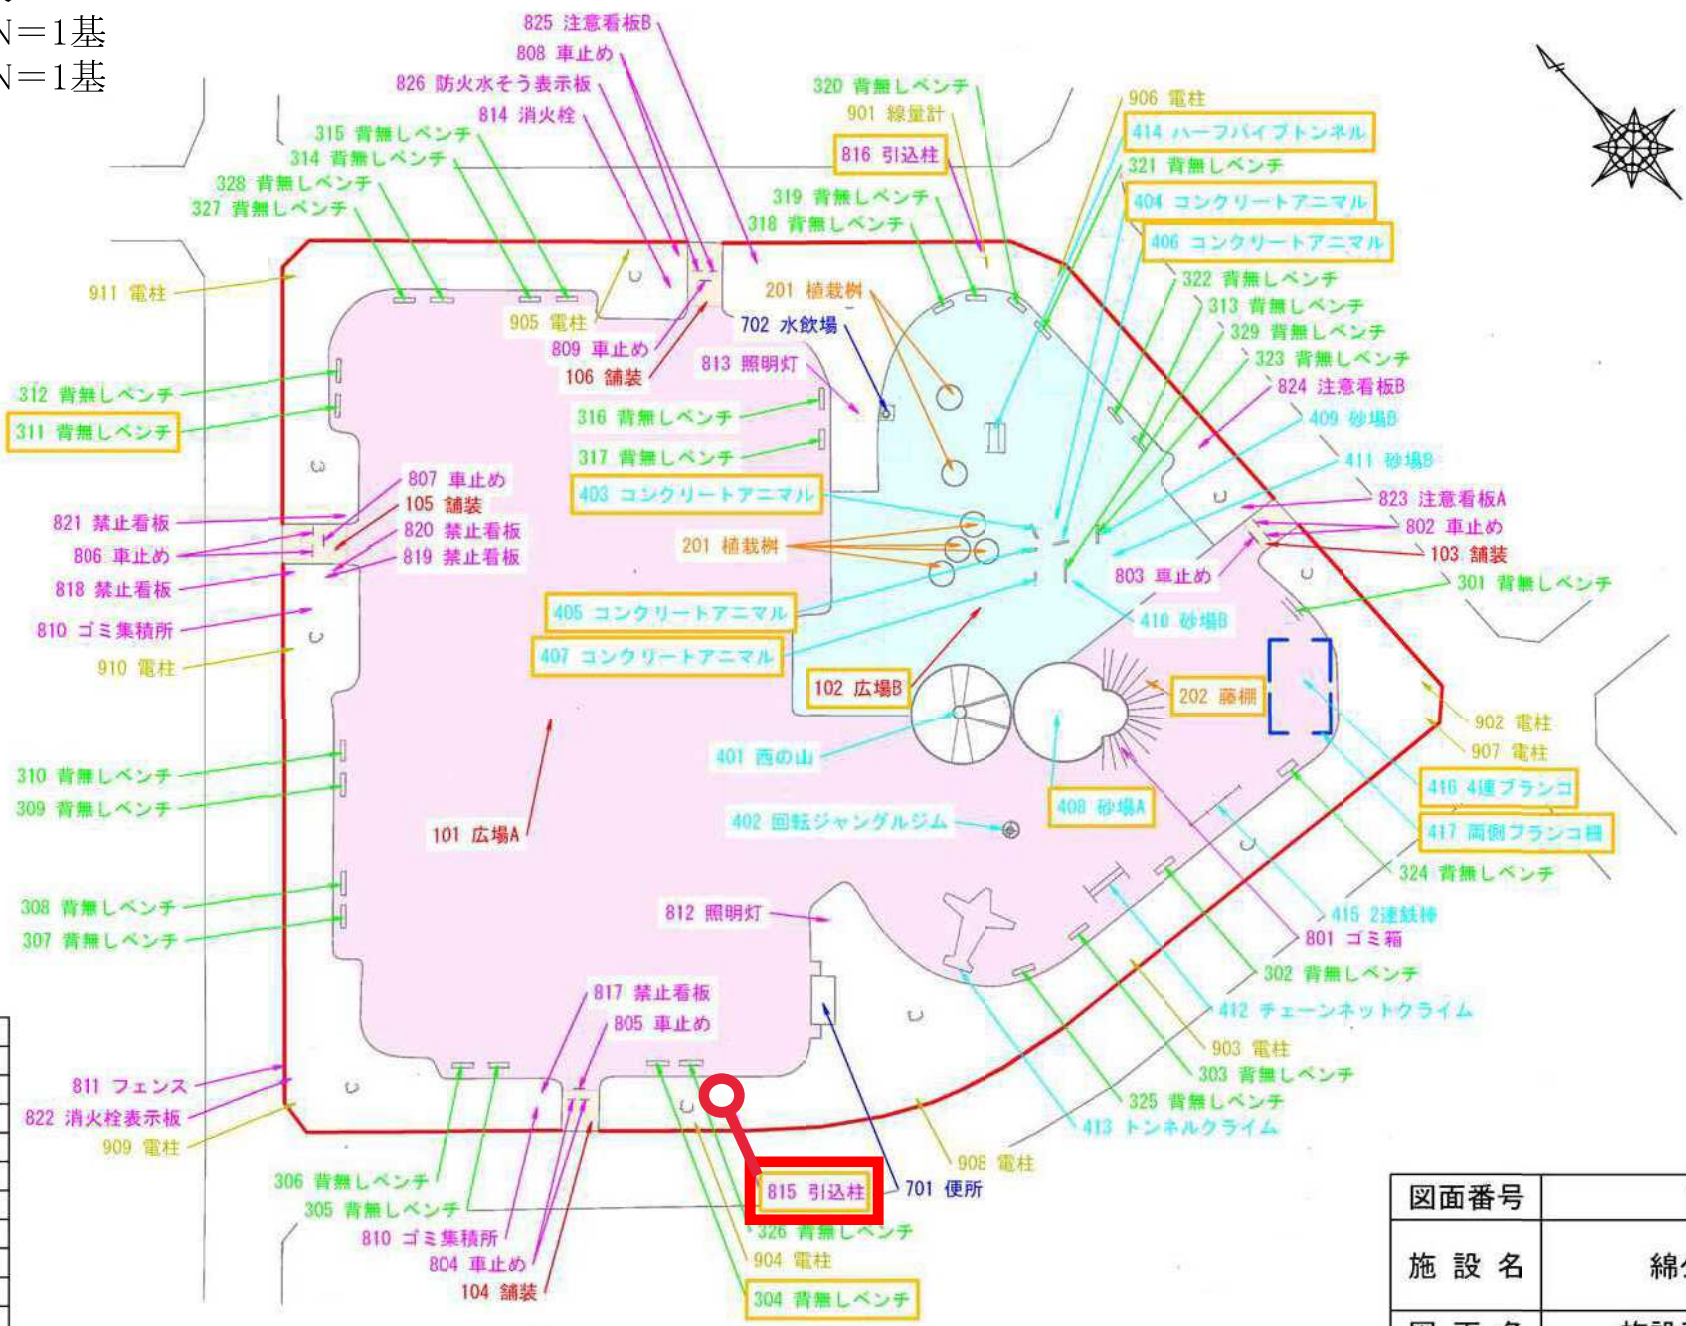 N＝1基
N＝1基
825 注意看板B
808 車止め
826 防火水そう表示板
814 消火栓
315 背無しベンチ
314 背無しベンチ
328 背無しベンチ
327 背無しベンチ
320 背無しベンチ
901 線量計
816 引込柱
319 背無しベンチ
318 背無しベンチ
906 電柱
414 ハーフパイプトンネル
321 背無しベンチ
404 コンクリートアニマル
406 コンクリートアニマル
322 背無しベンチ
313 背無しベンチ
329 背無しベンチ
323 背無しベンチ
824 注意看板B
409 砂場B
411 砂場B
823 注意看板A
802 車止め
103 舗装
803 車止め
301 背無しベンチ
410 砂場B
911 電柱
905 電柱
809 車止め
106 舗装
201 植栽桝
702 水飲場
813 照明灯
312 背無しベンチ
311 背無しベンチ
316 背無しベンチ
317 背無しベンチ
403 コンクリートアニマル
807 車止め
105 舗装
820 禁止看板
819 禁止看板
821 禁止看板
806 車止め
818 禁止看板
810 ゴミ集積所
910 電柱
201 植栽桝
405 コンクリートアニマル
407 コンクリートアニマル
102 広場B
202 藤棚
401 西の山
408 砂場A
902 電柱
907 電柱
416 4連ブランコ
417 両側ブランコ柵
324 背無しベンチ
310 背無しベンチ
309 背無しベンチ
101 広場A
402 回転ジャングルジム
308 背無しベンチ
307 背無しベンチ
812 照明灯
415 2連鉄棒
801 ゴミ箱
302 背無しベンチ
412 チェーンネットクライム
903 電柱
303 背無しベンチ
325 背無しベンチ
413 トンネルクライム
817 禁止看板
805 車止め
811 フェンス
822 消火栓表示板
909 電柱
908 電柱
701 便所
815 引込柱
306 背無しベンチ
305 背無しベンチ
810 ゴミ集積所
804 車止め
104 舗装
326 背無しベンチ
904 電柱
304 背無しベンチ
図面番号
施設名